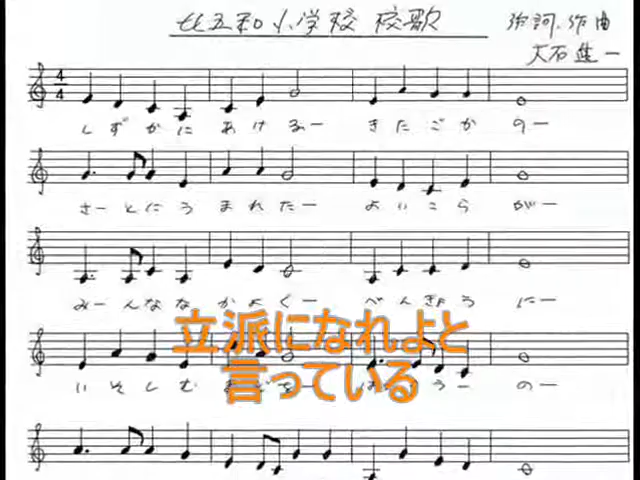 北五和小学校 校歌
作詞.作曲
大石進一
しずかに あけるー きたごか のー
さーとにう まれたー よいこら がー
みーんなな かよくー べんきょう にー
立派になれよと
言っている
いそしむ のー